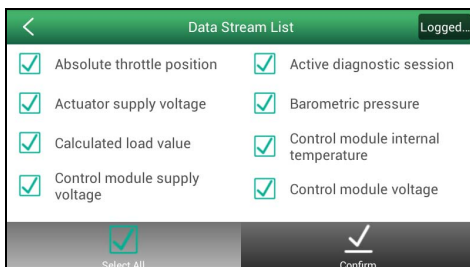 Data Stream List
Logged...
Absolute throttle position
Active diagnostic session
Actuator supply voltage
Barometric pressure
Calculated load value
Control module internal
temperature
Control module supply
voltage
Control module voltage
Select All
Confirm